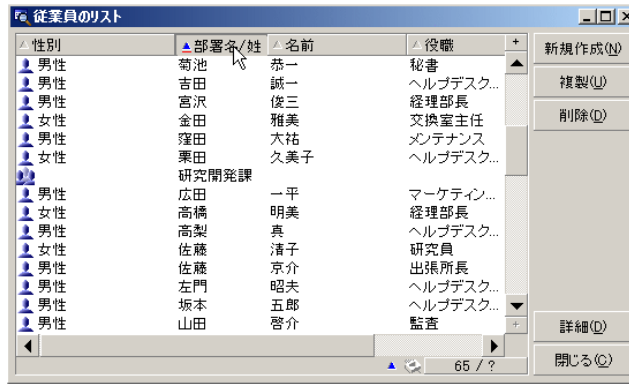 従業員のリスト
性別 部署名/姓 名前 役職 +
新規作成(N)
男性 菊池 恭一 秘書
男性 吉田 誠一 ヘルプデスク...
複製(U)
男性 宮沢 俊三 経理部長
女性 金田 雅美 交換室主任
削除(D)
男性 窪田 大祐 メンテナンス
女性 栗田 久美子 ヘルプデスク...
研究開発課
男性 広田 一平 マーケティン...
女性 高橋 明美 経理部長
男性 高梨 真 ヘルプデスク...
女性 佐藤 清子 研究員
男性 佐藤 京介 出張所長
男性 左門 昭夫 ヘルプデスク...
男性 坂本 五郎 ヘルプデスク...
男性 山田 啓介 監査
+
詳細(D)
65 / ?
閉じる(C)